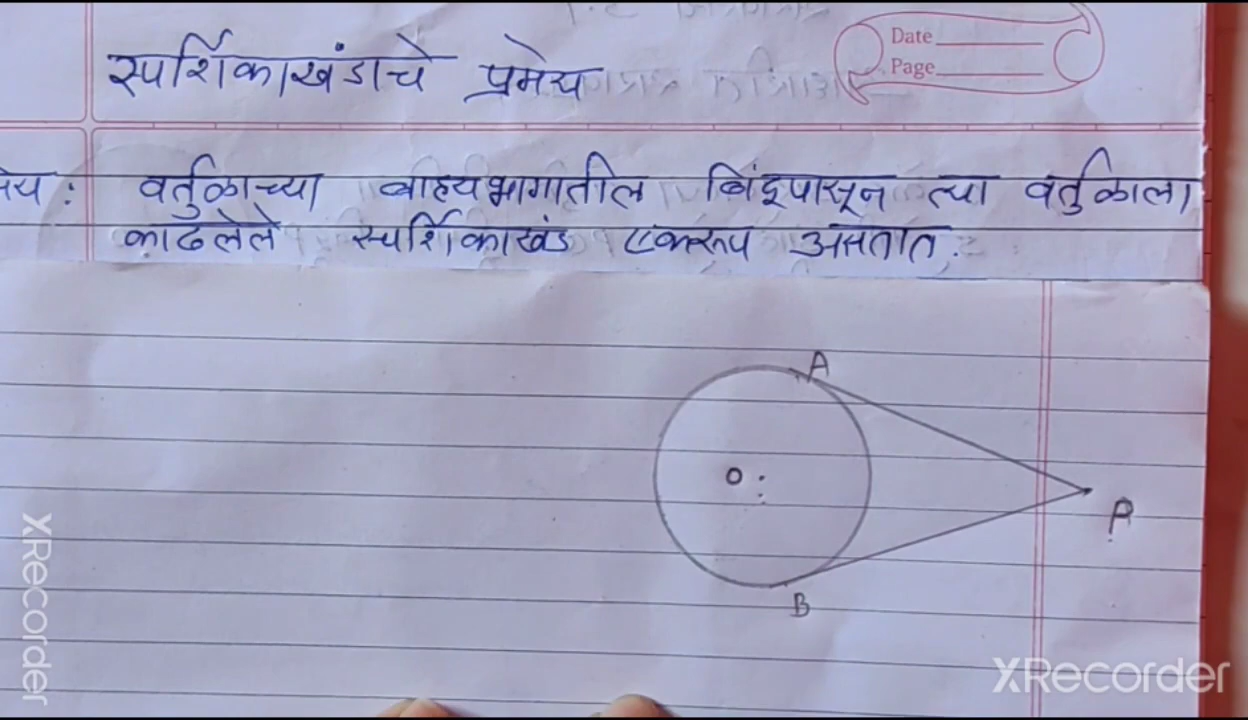 Date
Page
स्पर्शिकाखंडाचे प्रमेय
मेय : वर्तुळाच्या बाह्यभागातील बिंदूपासून त्या वर्तुळाला
काढलेले स्पर्शिकाखंड एकरूप असतात.
A
O
P
B
XRecorder
XRecorder